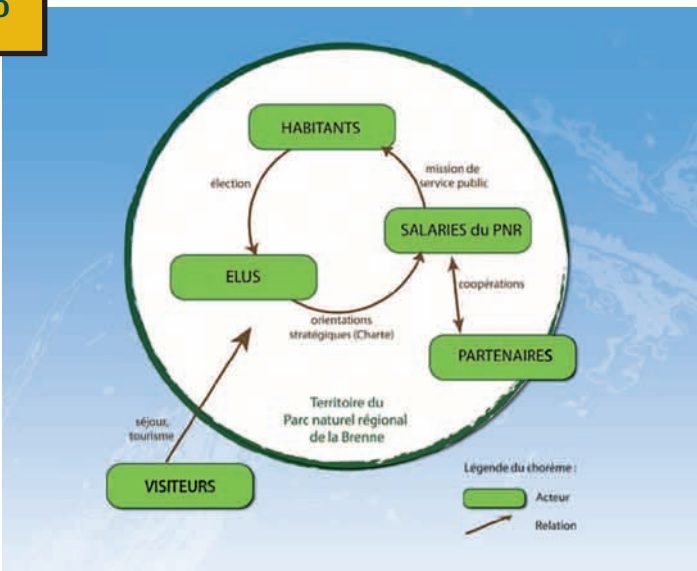 HABITANTS
élection
mission de
service public
SALARIES du PNR
ELUS
coopérations
orientations
stratégiques (Charte)
PARTENAIRES
Territoire du
Parc naturel régional
de la Brenne
séjour,
tourisme
VISITEURS
Légende du chorème :
Acteur
Relation